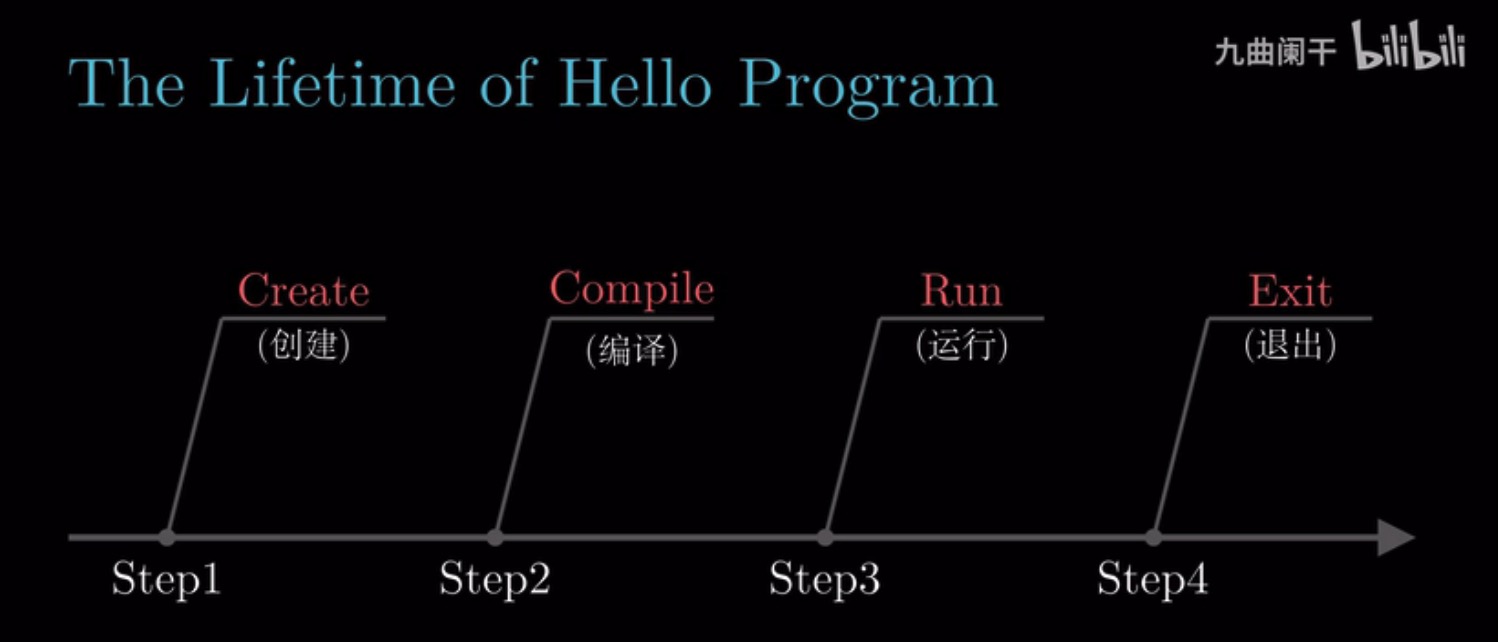 九曲阑干 bilibili
The Lifetime of Hello Program
Create
(创建)
Compile
(编译)
Run
(运行)
Exit
(退出)
Step1
Step2
Step3
Step4